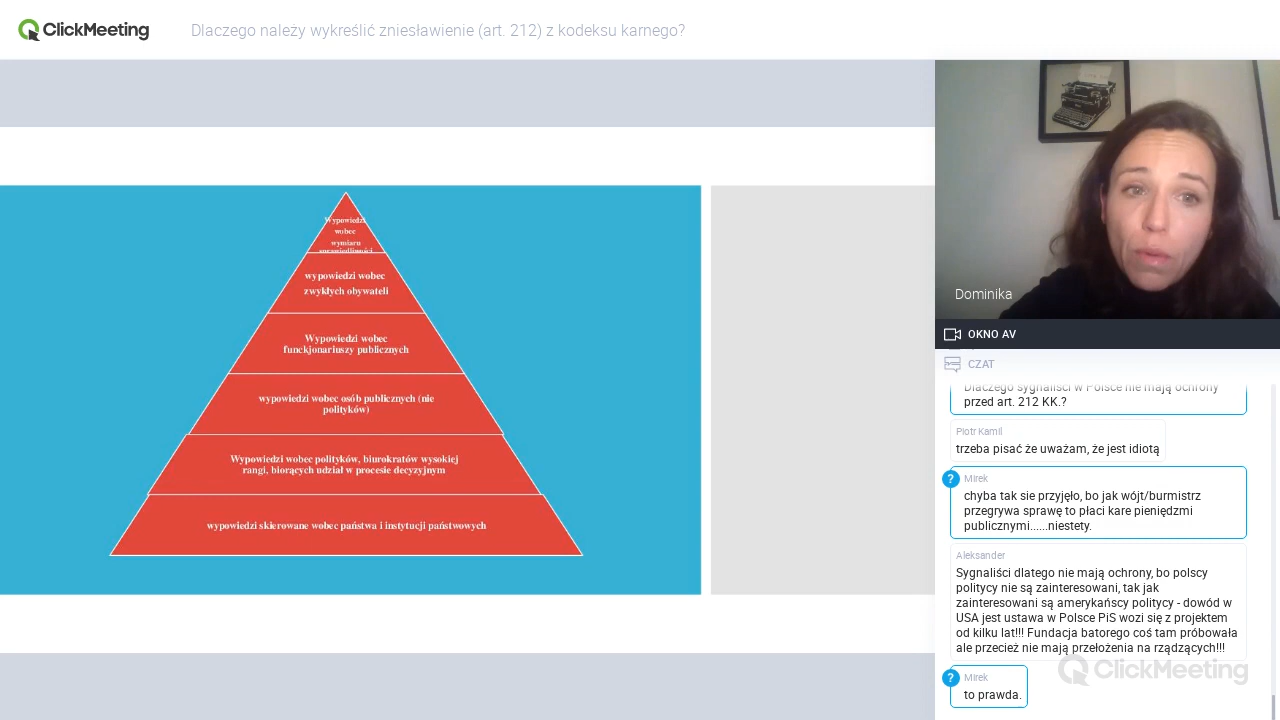 ClickMeeting
Dlaczego należy wykreślić zniesławienie (art. 212) z kodeksu karnego?
Wypowiedzi
wobec
wymiaru
sprawiedliwości
wypowiedzi wobec
zwykłych obywateli
Wypowiedzi wobec
funckjonariuszy publicznych
wypowiedzi wobec osób publicznych (nie
polityków)
Wypowiedzi wobec polityków, biurokratów wysokiej
rangi, biorących udział w procesie decyzyjnym
wypowiedzi skierowane wobec państwa i instytucji państwowych
Dominika
OKNO AV
CZAT
Dlaczego sygnaliści w Polsce nie mają ochrony
przed art. 212 KK.?
Piotr Kamil
trzeba pisać że uważam, że jest idiotą
?
Mirek
chyba tak sie przyjęło, bo jak wójt/burmistrz
przegrywa sprawę to płaci kare pieniędzmi
publicznymi......niestety.
Aleksander
Sygnaliści dlatego nie mają ochrony, bo polscy
politycy nie są zainteresowani, tak jak
zainteresowani są amerykańscy politycy - dowód w
USA jest ustawa w Polsce PiS wozi się z projektem
od kilku lat!!! Fundacja batorego coś tam próbowała
ale przecież nie mają przełożenia na rządzących!!!
ClickMeeting
?
Mirek
to prawda.